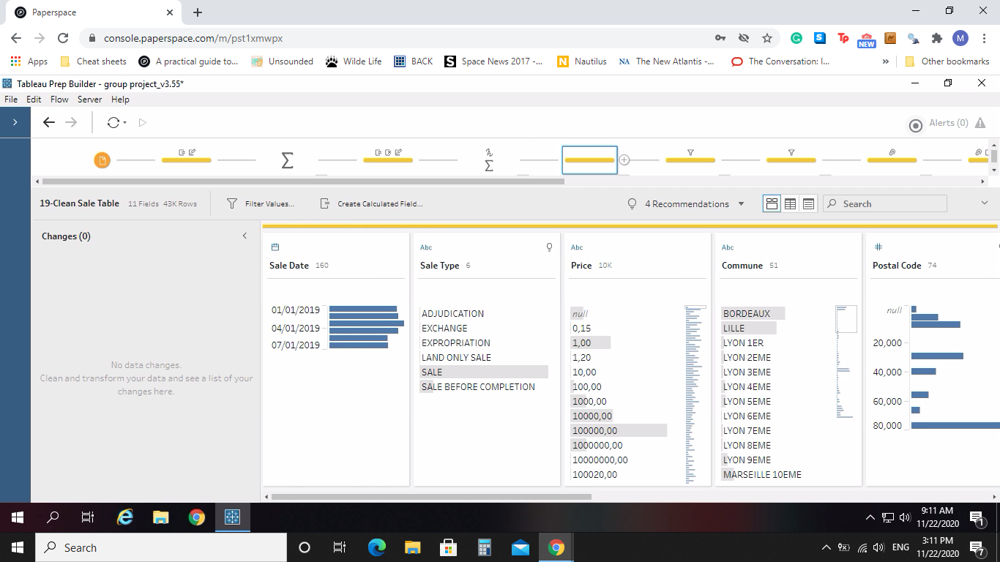 Paperspace
console.paperspace.com/m/pst1xmwpx
M
NEW
Apps
Cheat sheets
A practical guide to...
Unsounded
Wilde Life
BACK
Space News 2017 -...
Nautilus
NA The New Atlantis -...
The Conversation: I...
Other bookmarks
Tableau Prep Builder - group project_v3.55*
File Edit Flow Server Help
Alerts (0)
19-Clean Sale Table 11 Fields 43K Rows
Filter Values...
Create Calculated Field...
4 Recommendations
Search
Changes (0)
No data changes.
Clean and transform your data and see a list of your
changes here.
Sale Date 160
01/01/2019
04/01/2019
07/01/2019
Abc
Sale Type 6
ADJUDICATION
EXCHANGE
EXPROPRIATION
LAND ONLY SALE
SALE
SALE BEFORE COMPLETION
Abc
Price 10K
null
0,15
1,00
1,20
10,00
100,00
1000,00
10000,00
100000,00
1000000,00
10000000,00
100020,00
Abc
Commune 51
BORDEAUX
LILLE
LYON 1ER
LYON 2EME
LYON 3EME
LYON 4EME
LYON 5EME
LYON 6EME
LYON 7EME
LYON 8EME
LYON 9EME
MARSEILLE 10EME
#
Postal Code 74
null
20,000
40,000
60,000
80,000
9:11 AM
11/22/2020
1
Search
ENG
3:11 PM
11/22/2020
7